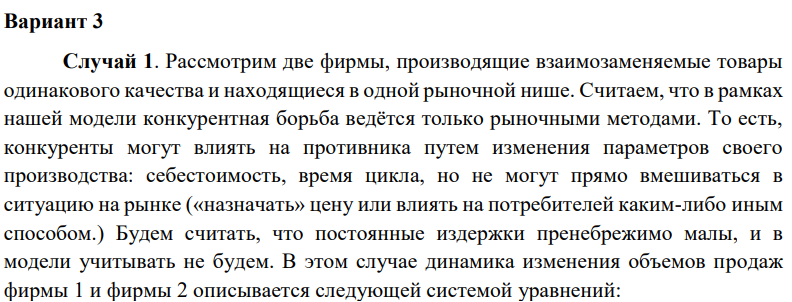 Вариант 3
Случай 1. Рассмотрим две фирмы, производящие взаимозаменяемые товары
одинакового качества и находящиеся в одной рыночной нише. Считаем, что в рамках
нашей модели конкурентная борьба ведётся только рыночными методами. То есть,
конкуренты могут влиять на противника путем изменения параметров своего
производства: себестоимость, время цикла, но не могут прямо вмешиваться в
ситуацию на рынке («назначать» цену или влиять на потребителей каким-либо иным
способом.) Будем считать, что постоянные издержки пренебрежимо малы, и в
модели учитывать не будем. В этом случае динамика изменения объемов продаж
фирмы 1 и фирмы 2 описывается следующей системой уравнений: